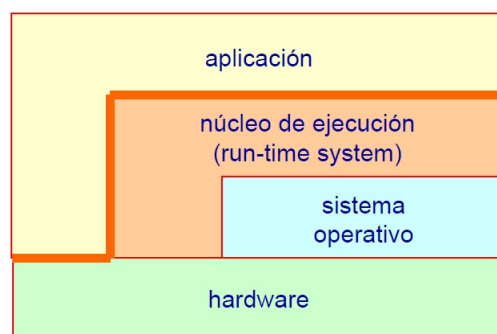 aplicación
núcleo de ejecución
(run-time system)
sistema
operativo
hardware